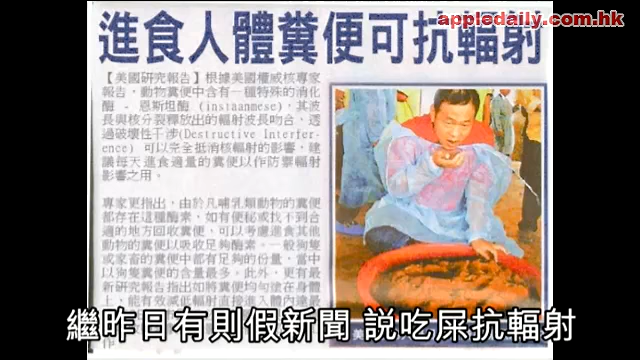 appledaily.com.hk
進食人體糞便可抗輻射
【美國研究報告】根據美國權威核專家
報告，動物糞便中含有一種特殊的消化
酶 - 恩斯坦酶 (instaanmese)，其波
長與核分裂釋放出的輻射波長吻合，透
過破壞性干涉(Destructive Interfer-
ence) 可以完全抵消核輻射的影響，建
議每天進食適量的糞便以作防禦輻射
影響之用。
專家更指出，由於凡哺乳類動物的糞便
都存在這種酶素，如有便秘或找不到合
適的地方回收糞便，可以考慮進食其他
動物的糞便以吸收足夠酶素。一般狗隻
或家畜的糞便中都有足夠的份量，當中
以狗隻糞便的含量最多。此外，更有最
新研究報告指出如將糞便均勻塗在身體
上，能有效減低輻射直接進入體內
繼昨日有則假新聞 說吃屎抗輻射